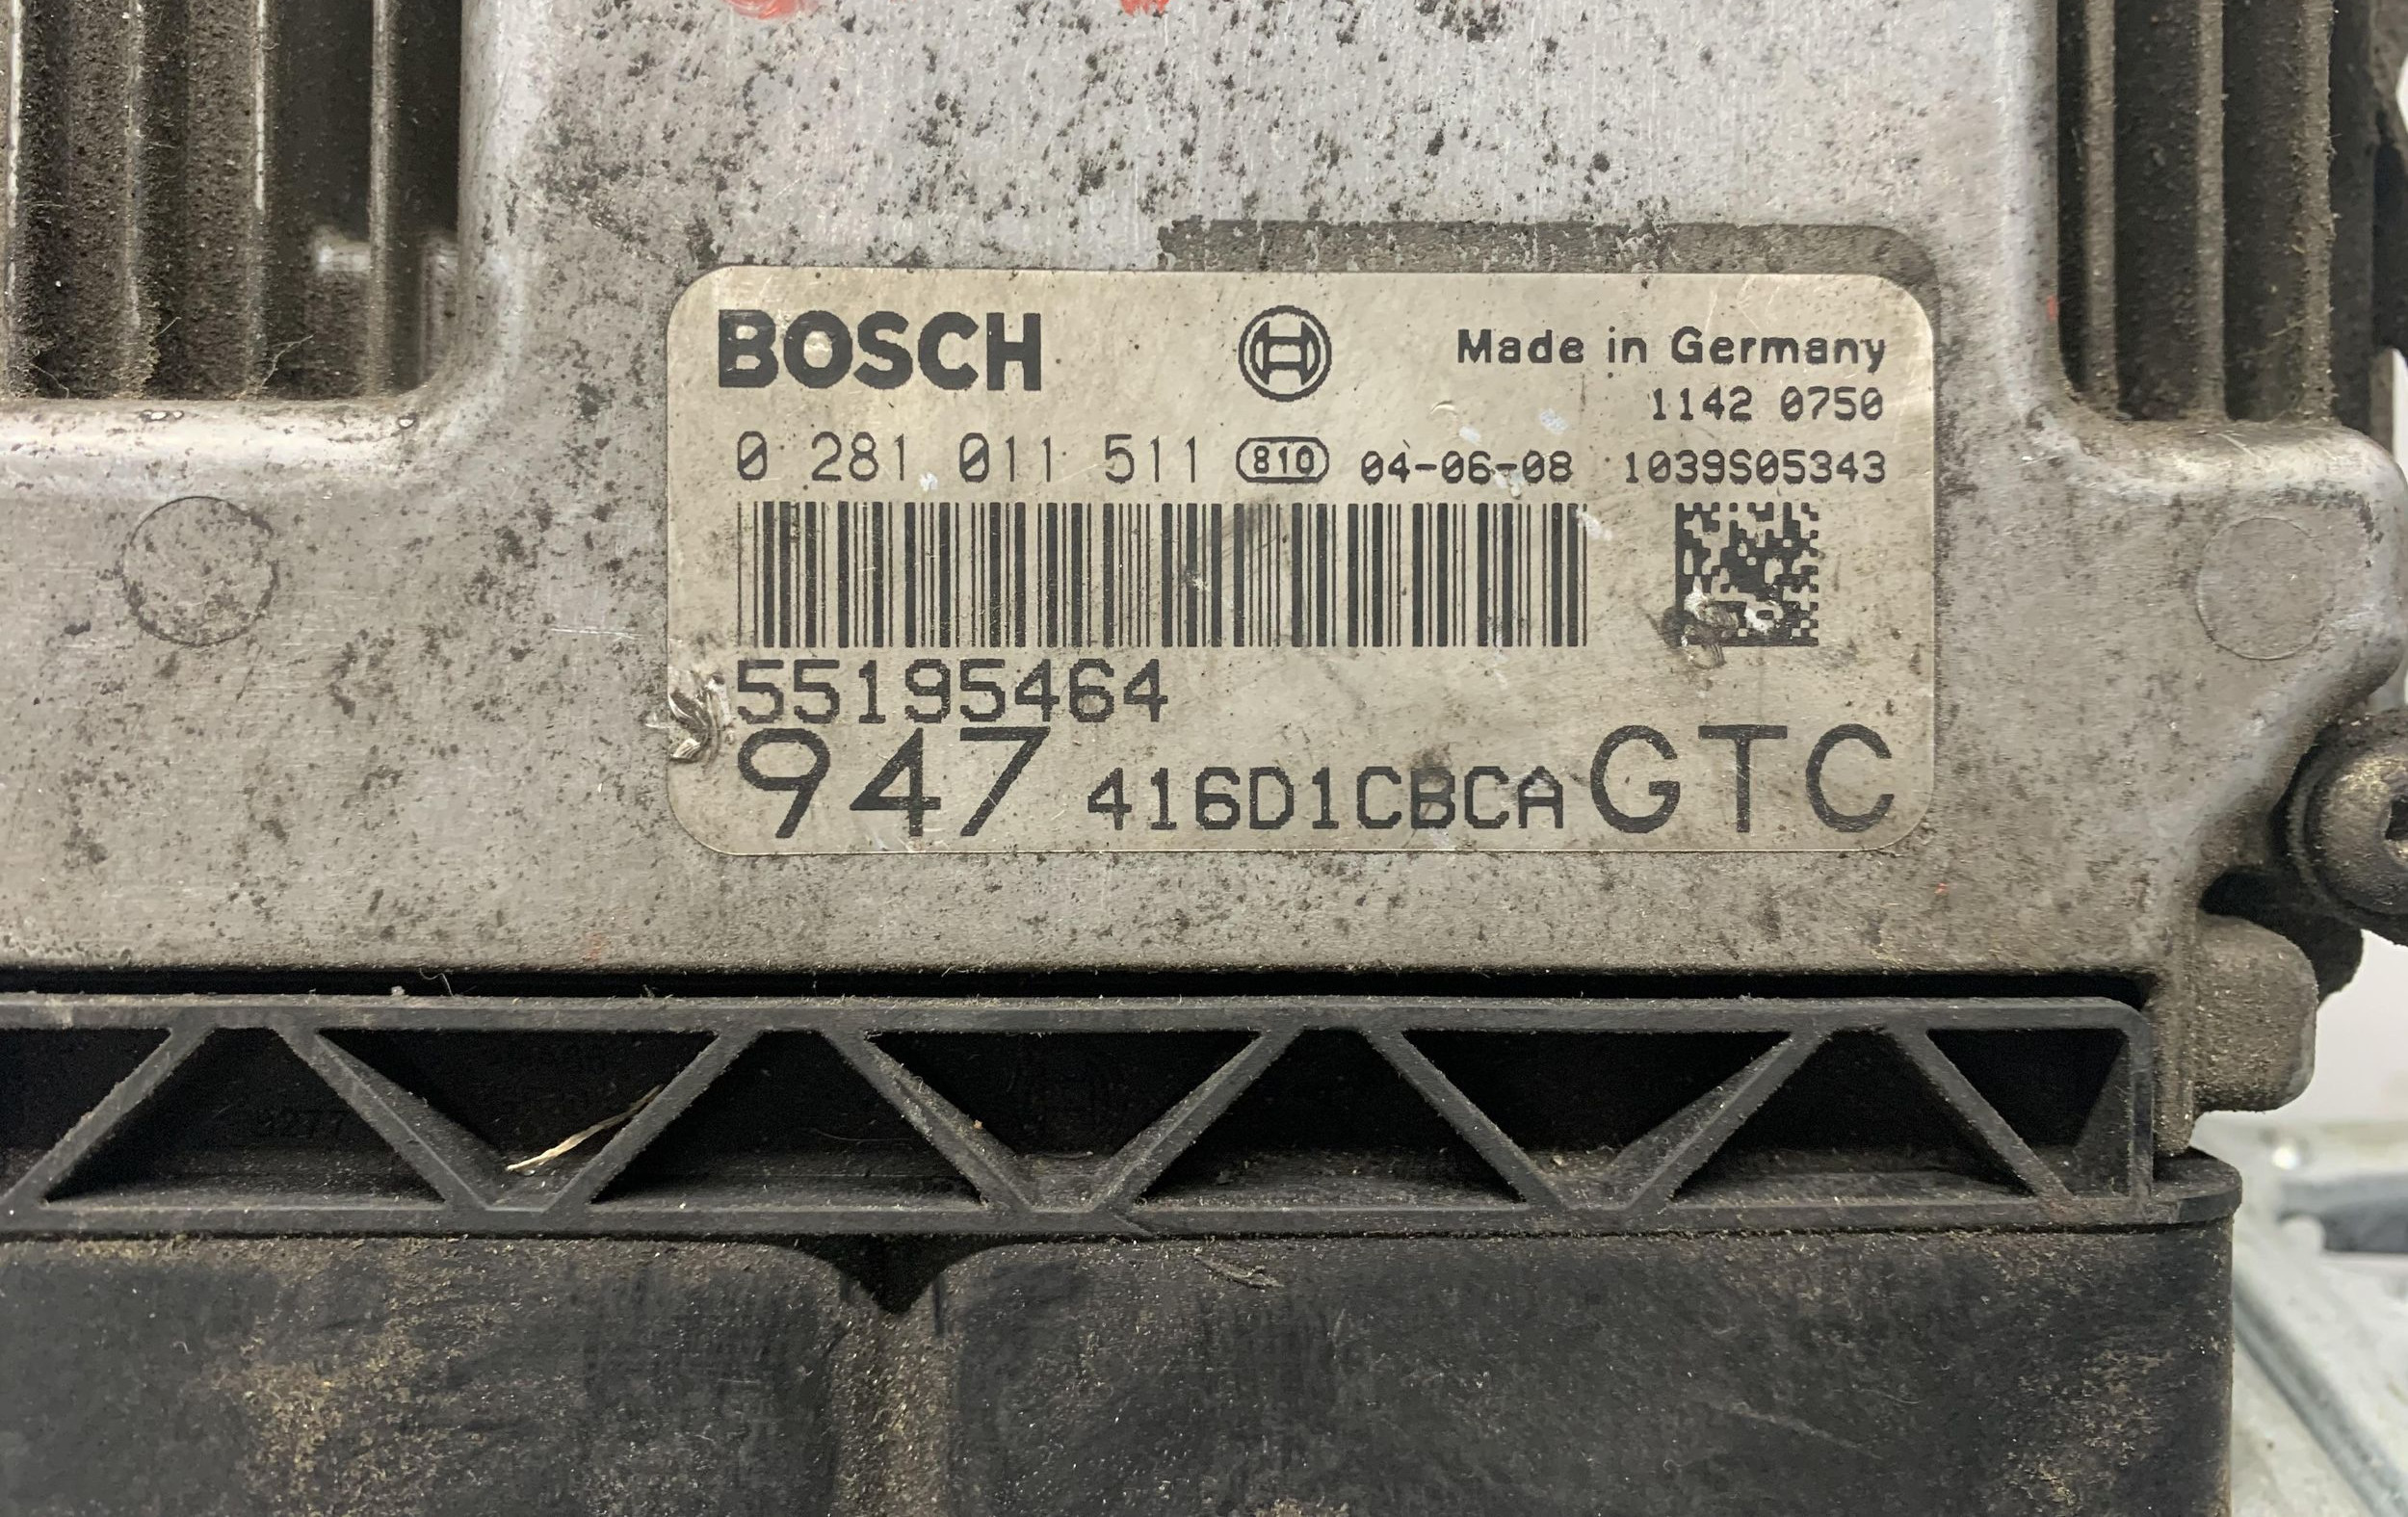 BOSCH
Made in Germany
1142 0750
0 281 011 511 810 04-06-08 1039S05343
55195464
947 416D1CBCA GTC